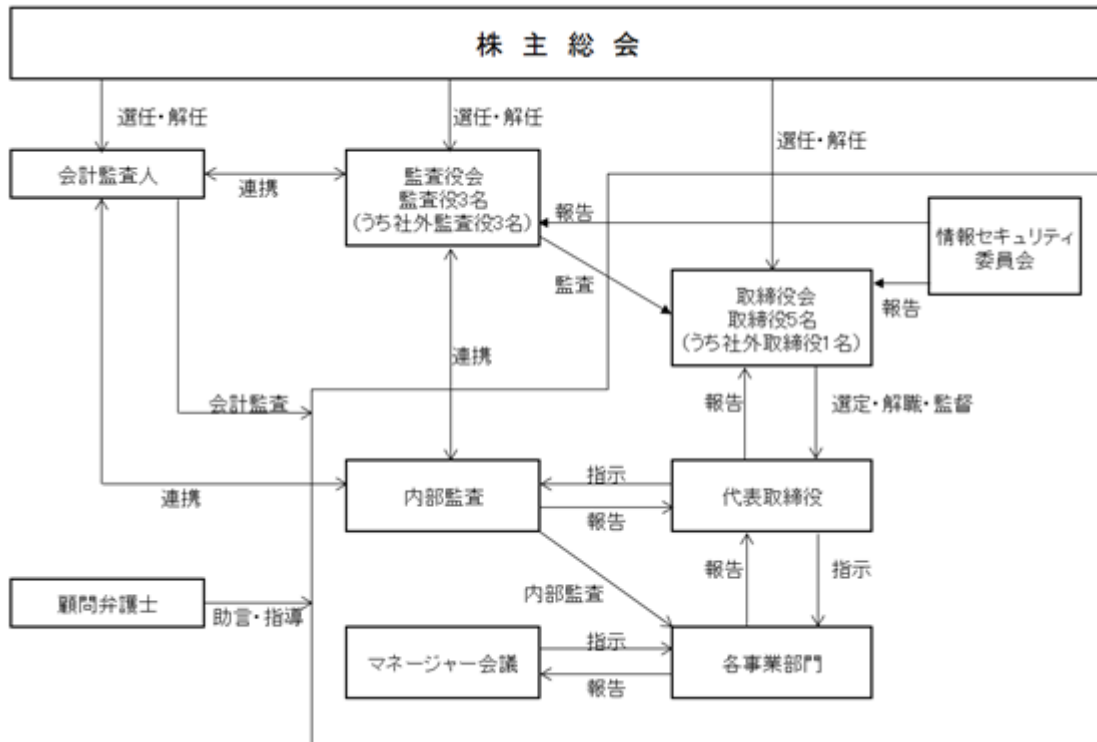 株主総会
選任・解任
選任・解任
選任・解任
会計監査人
連携
監査役会
監査役3名
(うち社外監査役3名)
報告
情報セキュリティ
委員会
監査
取締役会
取締役5名
(うち社外取締役1名)
報告
連携
会計監査
報告
選定・解職・監督
連携
内部監査
指示
報告
代表取締役
報告
指示
内部監査
顧問弁護士
助言・指導
マネージャー会議
指示
報告
各事業部門